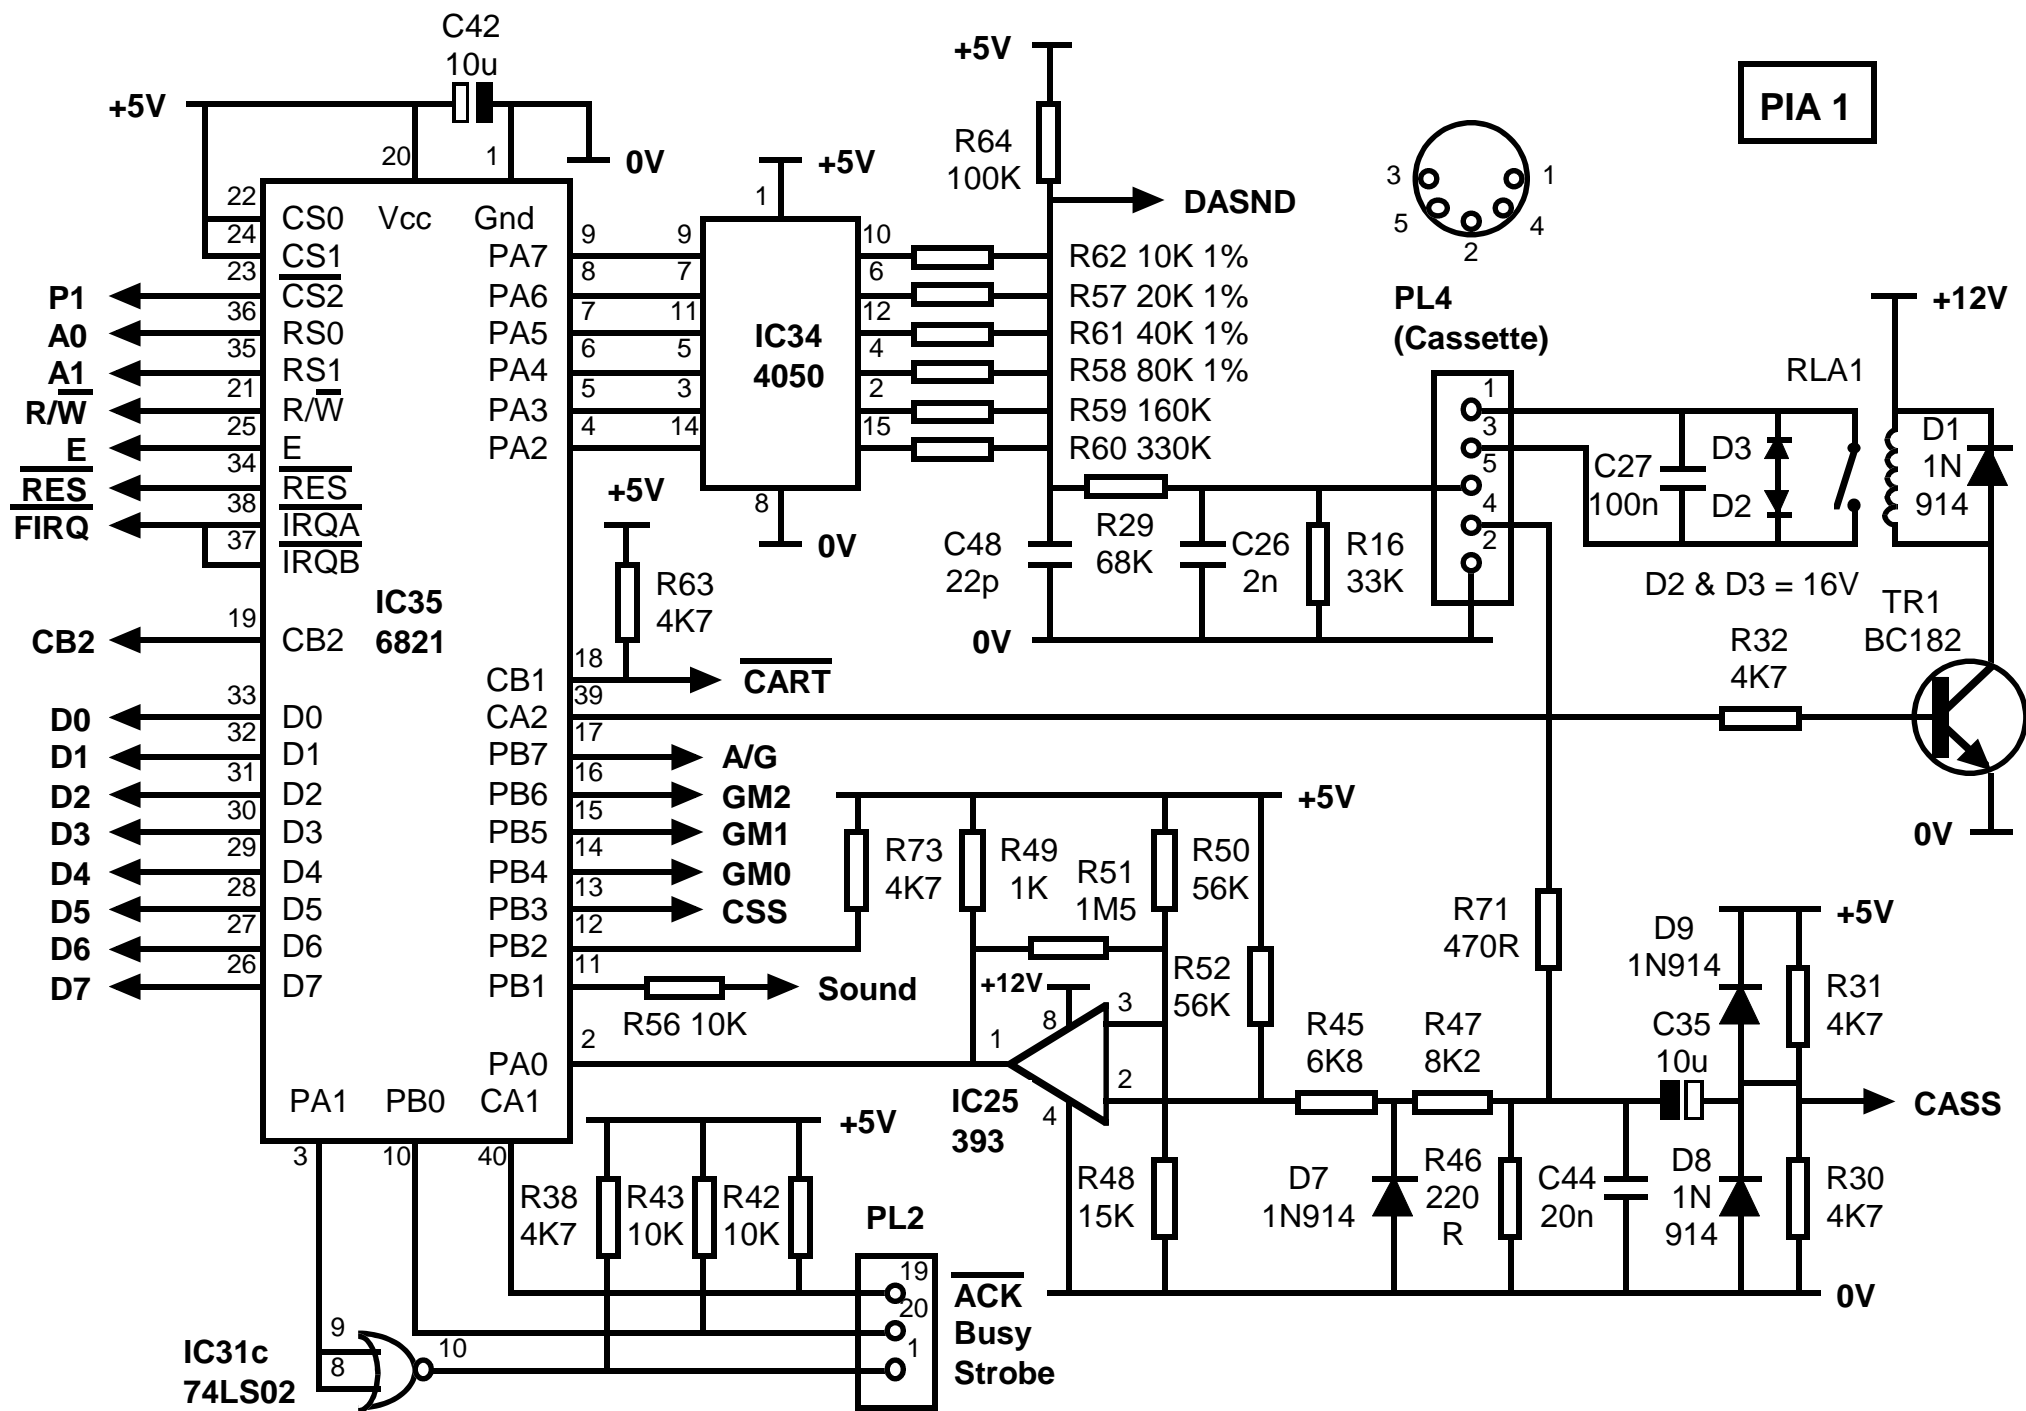 C42
10u
+5V
0V
20
1
22
24
23
36
35
21
25
34
38
37
19
33
32
31
30
29
28
27
26
P1
A0
A1
R/W
E
RES
FIRQ
CB2
D0
D1
D2
D3
D4
D5
D6
D7
CS0
Vcc
Gnd
CS1
PA7
CS2
PA6
RS0
PA5
RS1
PA4
R/W
PA3
E
PA2
RES
IRQA
IRQB
IC35
6821
CB2
CB1
D0
CA2
D1
PB7
D2
PB6
D3
PB5
D4
PB4
D5
PB3
D6
PB2
D7
PB1
PA0
PA1
PB0
CA1
9
8
7
6
5
4
18
39
17
16
15
14
13
12
11
2
3
10
40
+5V
1
9
7
11
5
3
14
IC34
4050
10
6
12
4
2
15
8
0V
+5V
R64
100K
DASND
R62 10K 1%
R57 20K 1%
R61 40K 1%
R58 80K 1%
R59 160K
R60 330K
+5V
R63
4K7
CART
C48
22p
R29
68K
C26
2n
R16
33K
0V
3
1
5
4
2
PL4
(Cassette)
1
3
5
4
2
PIA 1
+12V
RLA1
D3
C27
100n
D2
D1
1N
914
D2 & D3 = 16V
TR1
BC182
R32
4K7
0V
A/G
GM2
GM1
GM0
CSS
Sound
R56 10K
+5V
R73
4K7
R49
1K
R51
1M5
R50
56K
R52
56K
+12V
8
3
1
2
4
IC25
393
R45
6K8
R47
8K2
R71
470R
D9
1N914
+5V
R31
4K7
C35
10u
CASS
R48
15K
D7
1N914
R46
220
R
C44
20n
D8
1N
914
R30
4K7
0V
+5V
R38
4K7
R43
10K
R42
10K
PL2
19
ACK
20
Busy
1
Strobe
9
8
10
IC31c
74LS02